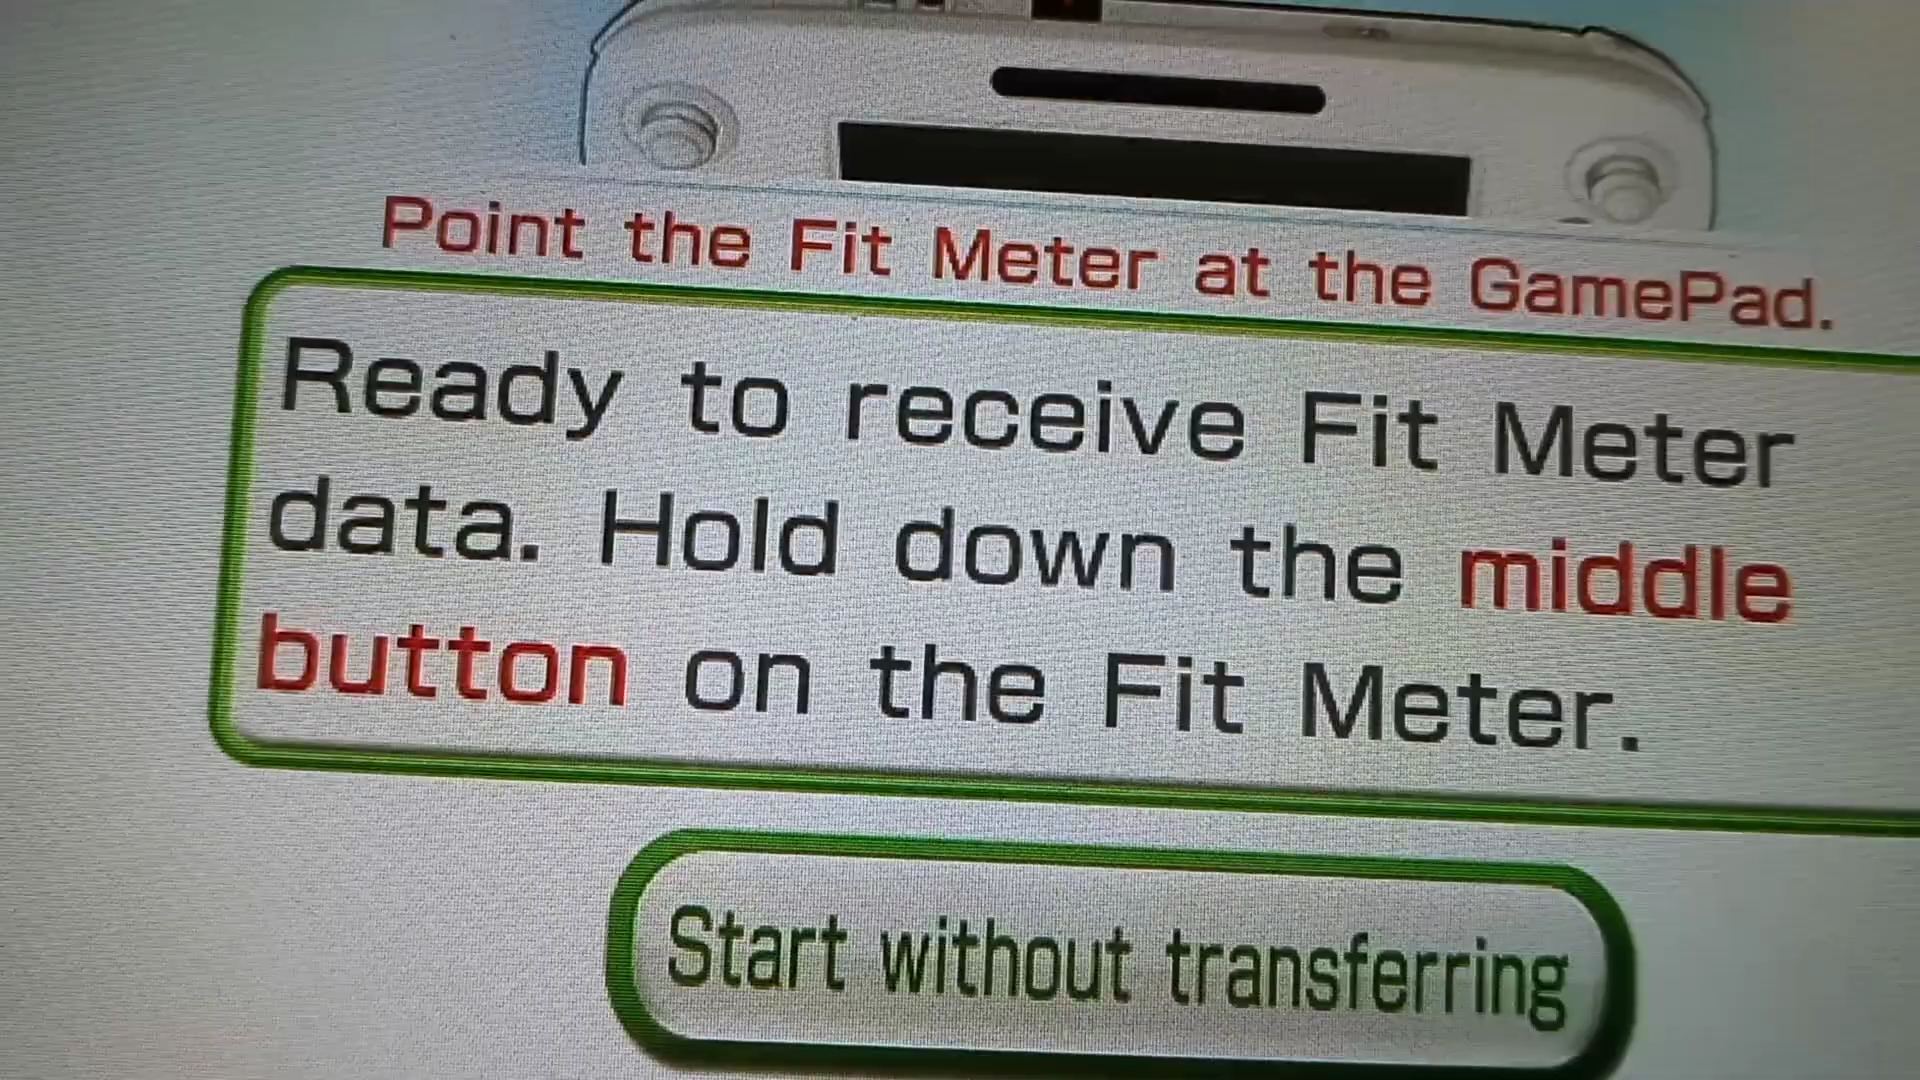 Point the Fit Meter at the GamePad.
Ready to receive Fit Meter
data. Hold down the middle
button on the Fit Meter.
Start without transferring